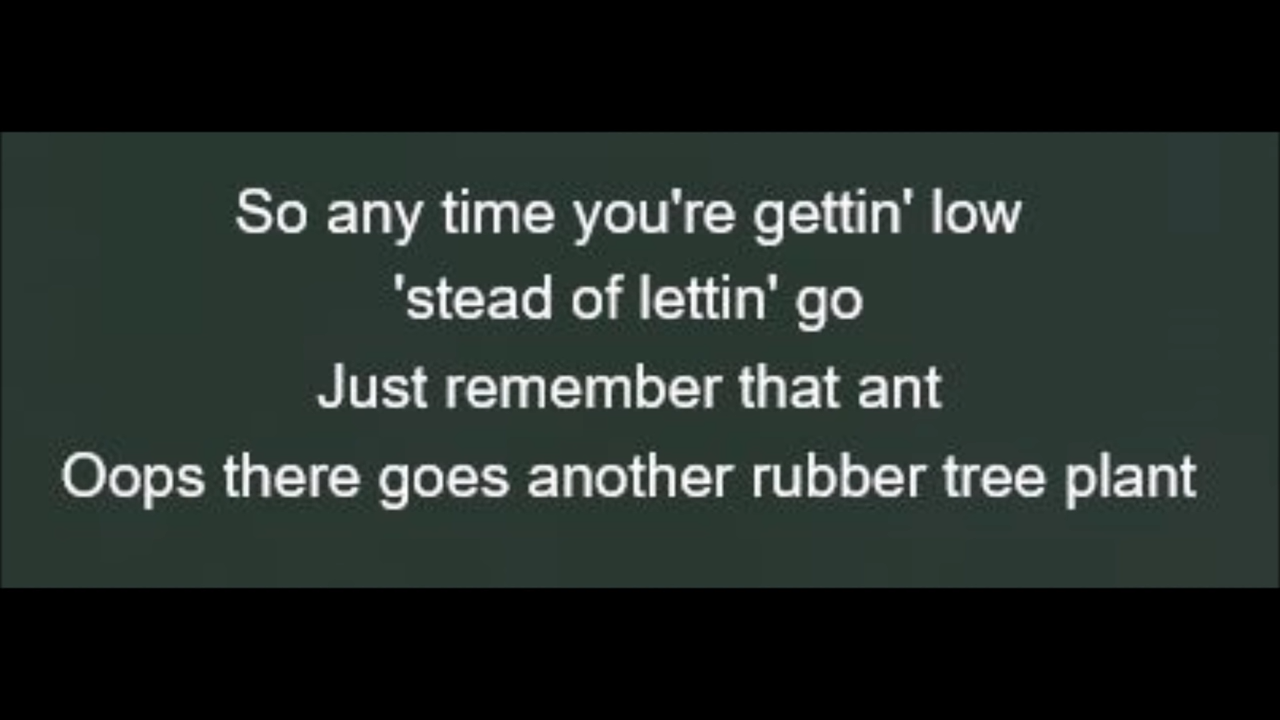 So any time you're gettin' low
'stead of lettin' go
Just remember that ant
Oops there goes another rubber tree plant